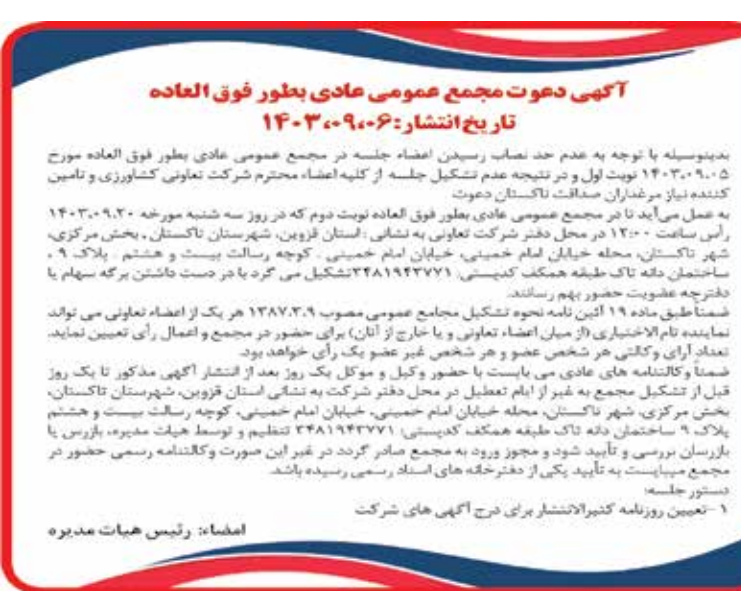 آگهی دعوت مجمع عمومی عادی بطور فوق العاده
تاریخ انتشار: ۱۴۰۳،۰۹،۰۶
بدینوسیله با توجه به عدم حد نصاب رسیدن اعضاء جلسه در مجمع عمومی عادی بطور فوق العاده مورخ
۱۴۰۳،۰۹،۰۵ نوبت اول و در نتیجه عدم تشکیل جلسه از کلیه اعضاء محترم شرکت تعاونی کشاورزی و تامین
کننده نیاز مرغداران صداقت تاکستان دعوت
به عمل می‌آید تا در مجمع عمومی عادی بطور فوق العاده نوبت دوم که در روز سه شنبه مورخه ۱۴۰۳،۰۹،۲۰
رأس ساعت ۱۲:۰۰ در محل دفتر شرکت تعاونی به نشانی : استان قزوین، شهرستان تاکستان ، بخش مرکزی،
شهر تاکستان، محله خیابان امام خمینی، خیابان امام خمینی ، کوچه رسالت بیست و هشتم ، پلاک ۹ ،
ساختمان دانه تاک طبقه همکف کدپستی: ۳۴۸۱۹۴۳۷۷۱تشکیل می گرد با در دست داشتن برگه سهام یا
دفترچه عضویت حضور بهم رسانند.
ضمناً طبق ماده ۱۹ آئین نامه نحوه تشکیل مجامع عمومی مصوب ۱۳۸۷،۳،۹ هر یک از اعضاء تعاونی می تواند
نماینده تام‌الاختیاری (از میان اعضاء تعاونی و یا خارج از آنان) برای حضور در مجمع و اعمال رأی تعیین نماید.
تعداد آرای وکالتی هر شخص عضو و هر شخص غیر عضو یک رأی خواهد بود.
ضمناً وکالتنامه های عادی می بایست با حضور وکیل و موکل یک روز بعد از انتشار آگهی مذکور تا یک روز
قبل از تشکیل مجمع به غیر از ایام تعطیل در محل دفتر شرکت به نشانی استان قزوین، شهرستان تاکستان،
بخش مرکزی، شهر تاکستان، محله خیابان امام خمینی، خیابان امام خمینی، کوچه رسالت بیست و هشتم
پلاک ۹ ساختمان دانه تاک طبقه همکف کدپستی: ۳۴۸۱۹۴۳۷۷۱ تنظیم و توسط هیات مدیره، بازرس یا
بازرسان بررسی و تأیید شود و مجوز ورود به مجمع صادر گردد در غیر این صورت وکالتنامه رسمی حضور در
مجمع میبایست به تأیید یکی از دفترخانه های اسناد رسمی رسیده باشد.
دستور جلسه:
۱ -تعیین روزنامه کثیرالانتشار برای درج آگهی های شرکت
امضاء: رئیس هیات مدیره